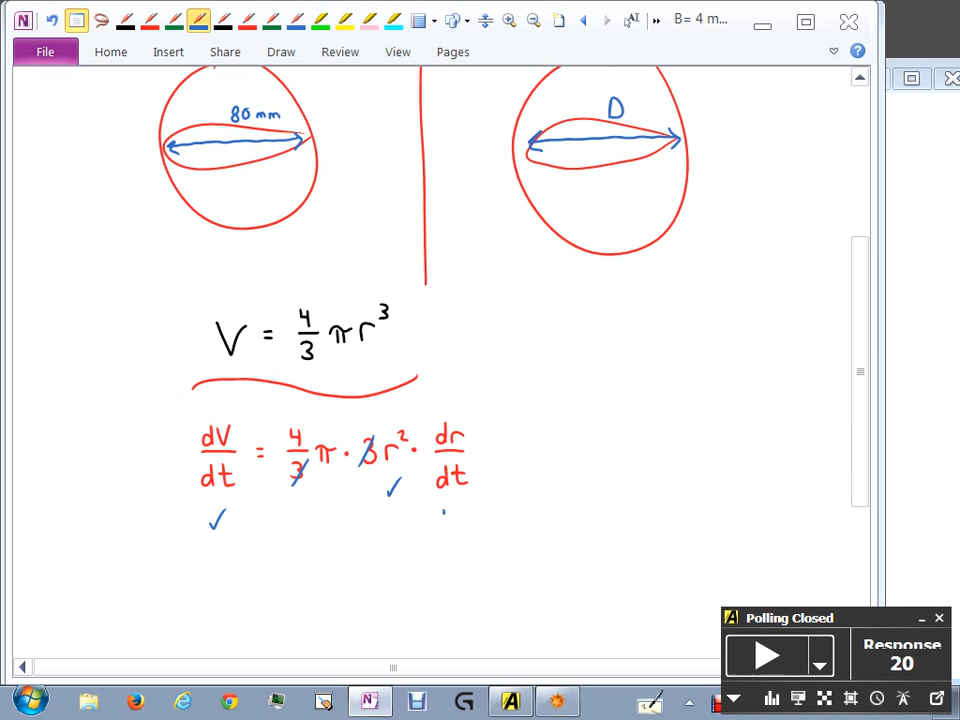 B= 4 m...
File Home Insert Share Draw Review View Pages
80 mm
D
V = 4/3 πr³
dV/dt = 4/3 π · 3r² · dr/dt
Polling Closed
Response
20